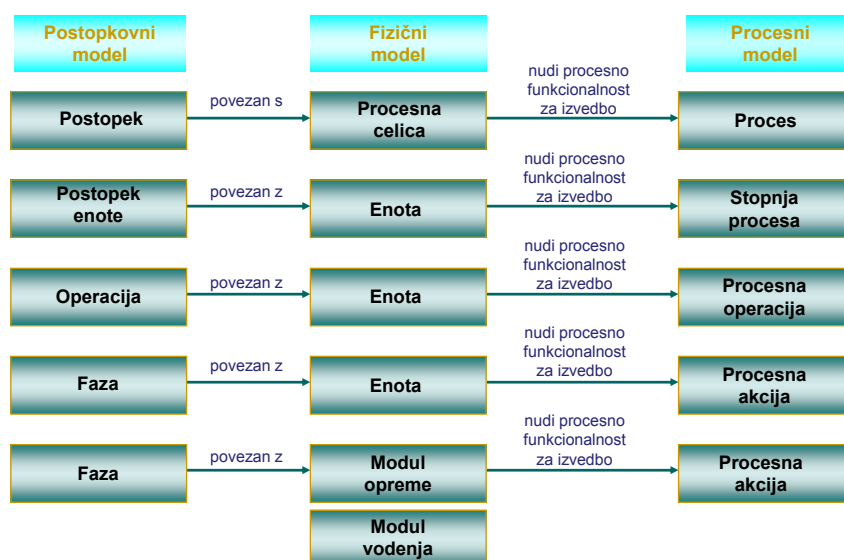 Postopkovni
model
Fizični
model
Procesni
model
Postopek
povezan s
Procesna
celica
nudi procesno
funkcionalnost
za izvedbo
Proces
Postopek
enote
povezan z
Enota
nudi procesno
funkcionalnost
za izvedbo
Stopnja
procesa
Operacija
povezan z
Enota
nudi procesno
funkcionalnost
za izvedbo
Procesna
operacija
Faza
povezan z
Enota
nudi procesno
funkcionalnost
za izvedbo
Procesna
akcija
Faza
povezan z
Modul
opreme
nudi procesno
funkcionalnost
za izvedbo
Procesna
akcija
Modul
vodenja